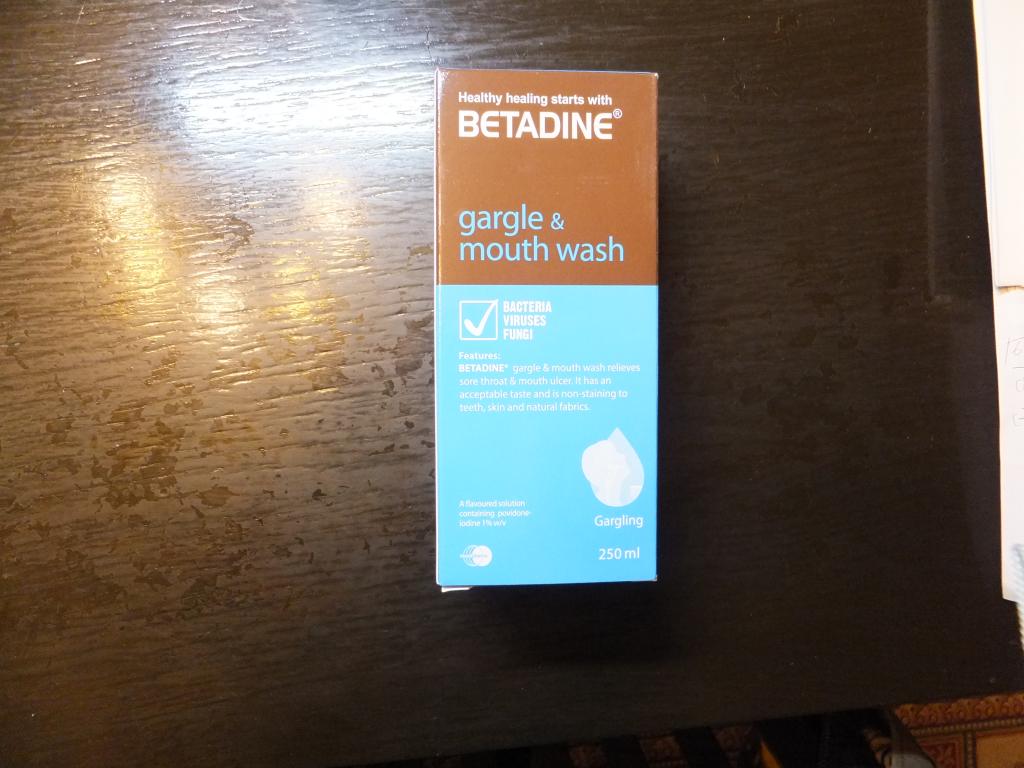 Healthy healing starts with
BETADINE®
gargle &
mouth wash
BACTERIA
VIRUSES
FUNGI
Features:
BETADINE® gargle & mouth wash relieves
sore throat & mouth ulcer. It has an
acceptable taste and is non-staining to
teeth, skin and natural fabrics.
A flavoured solution
containing povidone-
iodine 1% w/v
Gargling
250 ml